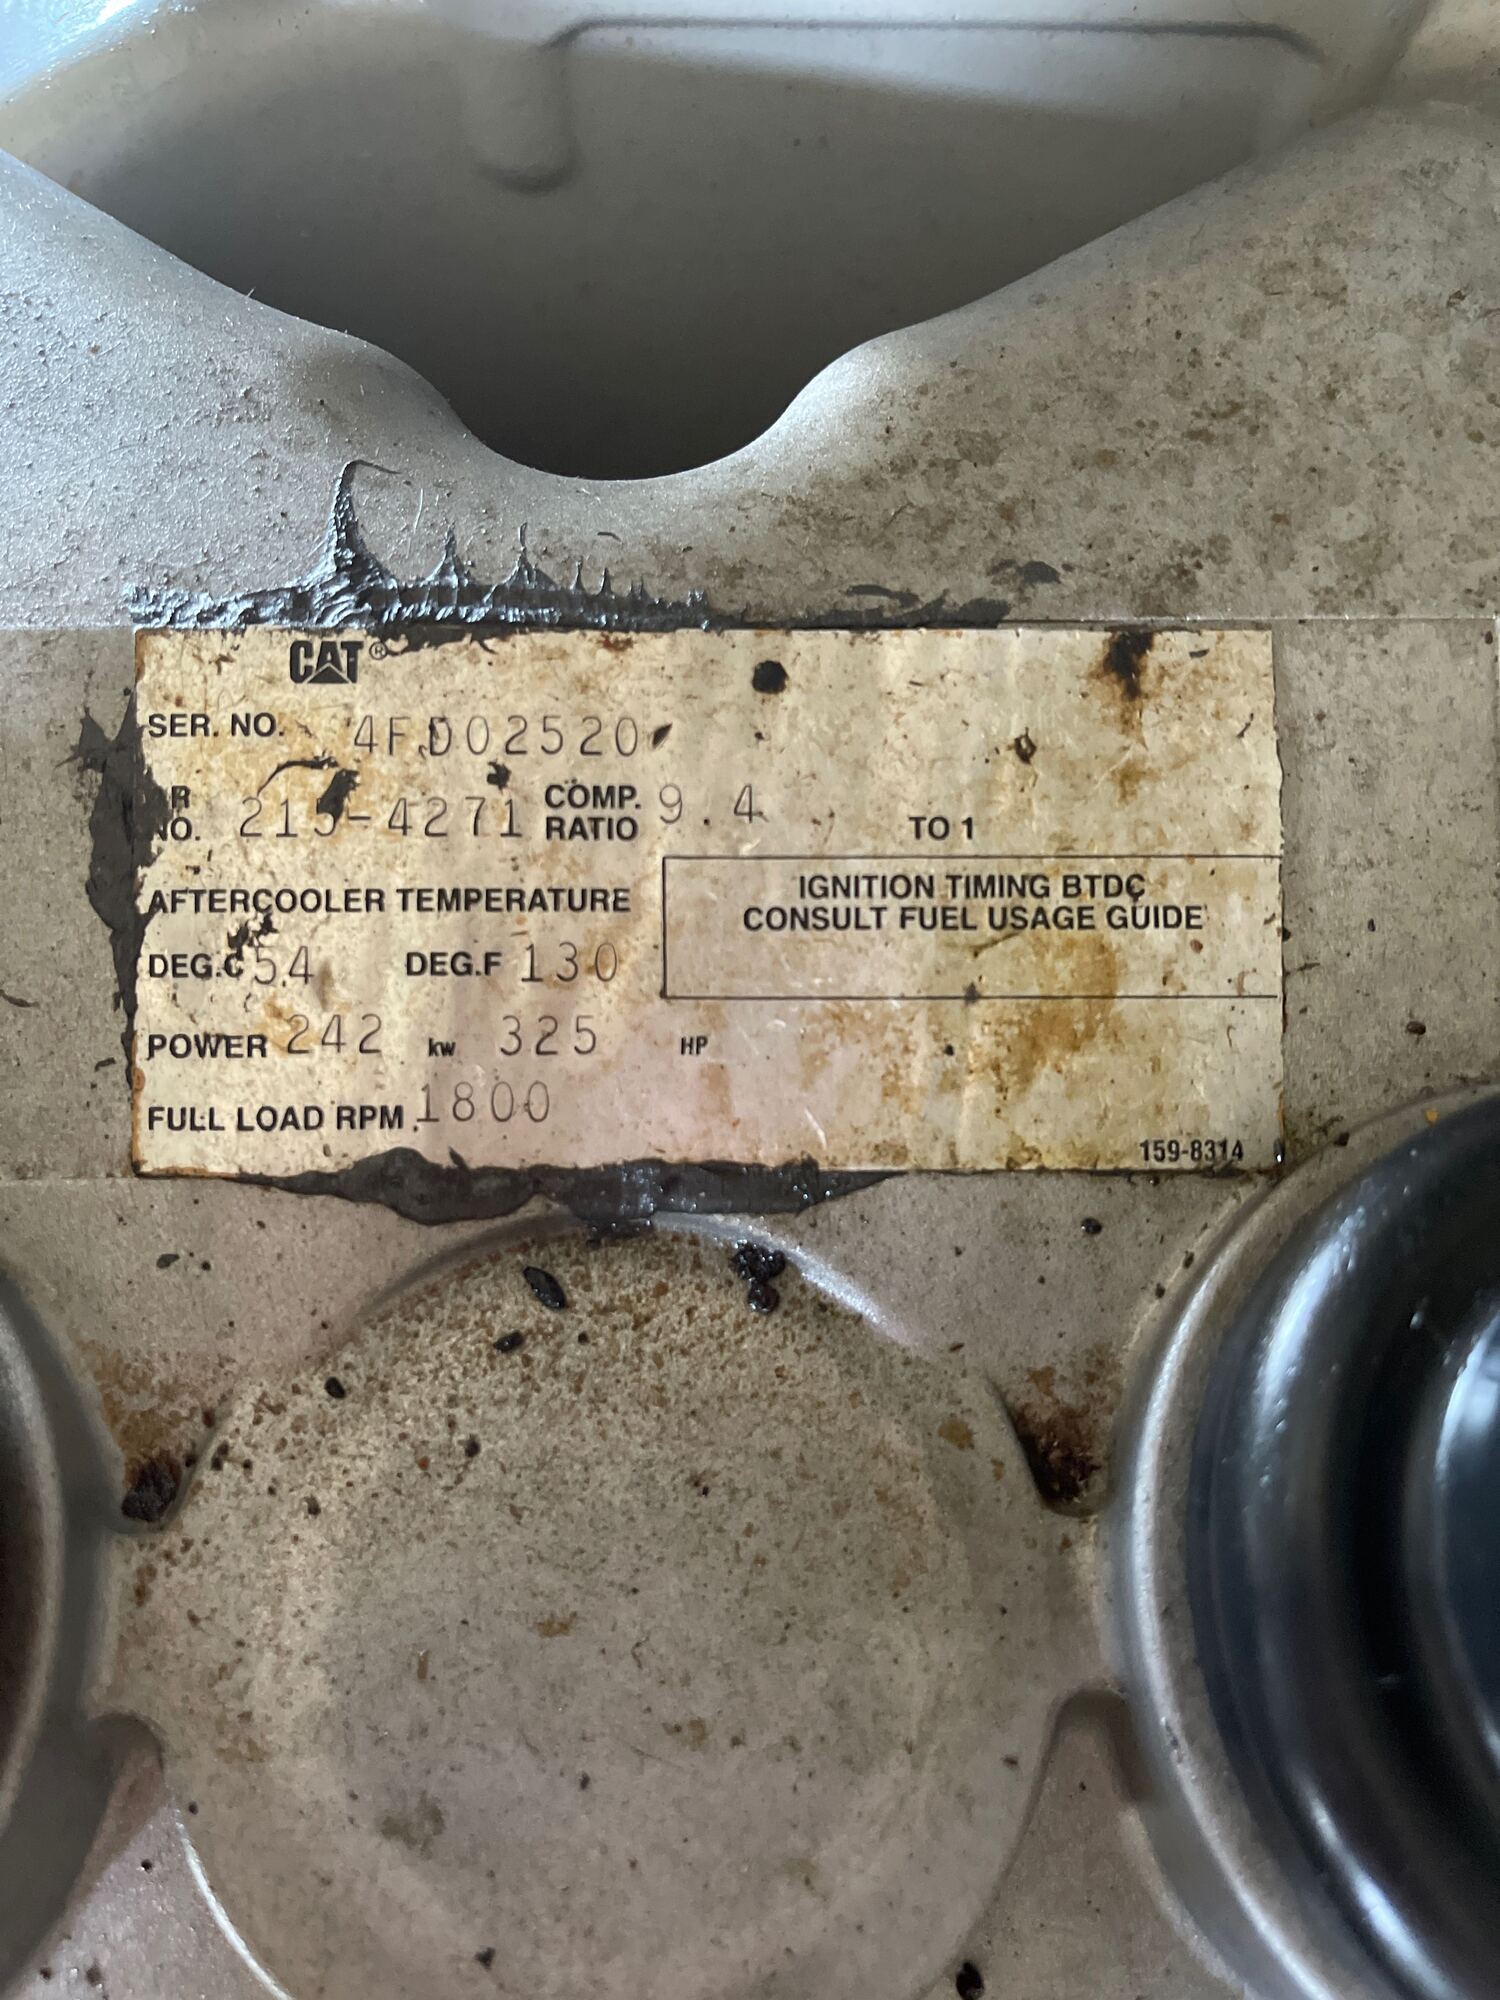 CAT®
SER. NO. 4FD02520
AR NO. 215-4271 COMP. RATIO 9.4 TO 1
AFTERCOOLER TEMPERATURE
IGNITION TIMING BTDC
CONSULT FUEL USAGE GUIDE
DEG.C 54 DEG.F 130
POWER 242 kw 325 HP
FULL LOAD RPM 1800
159-8314